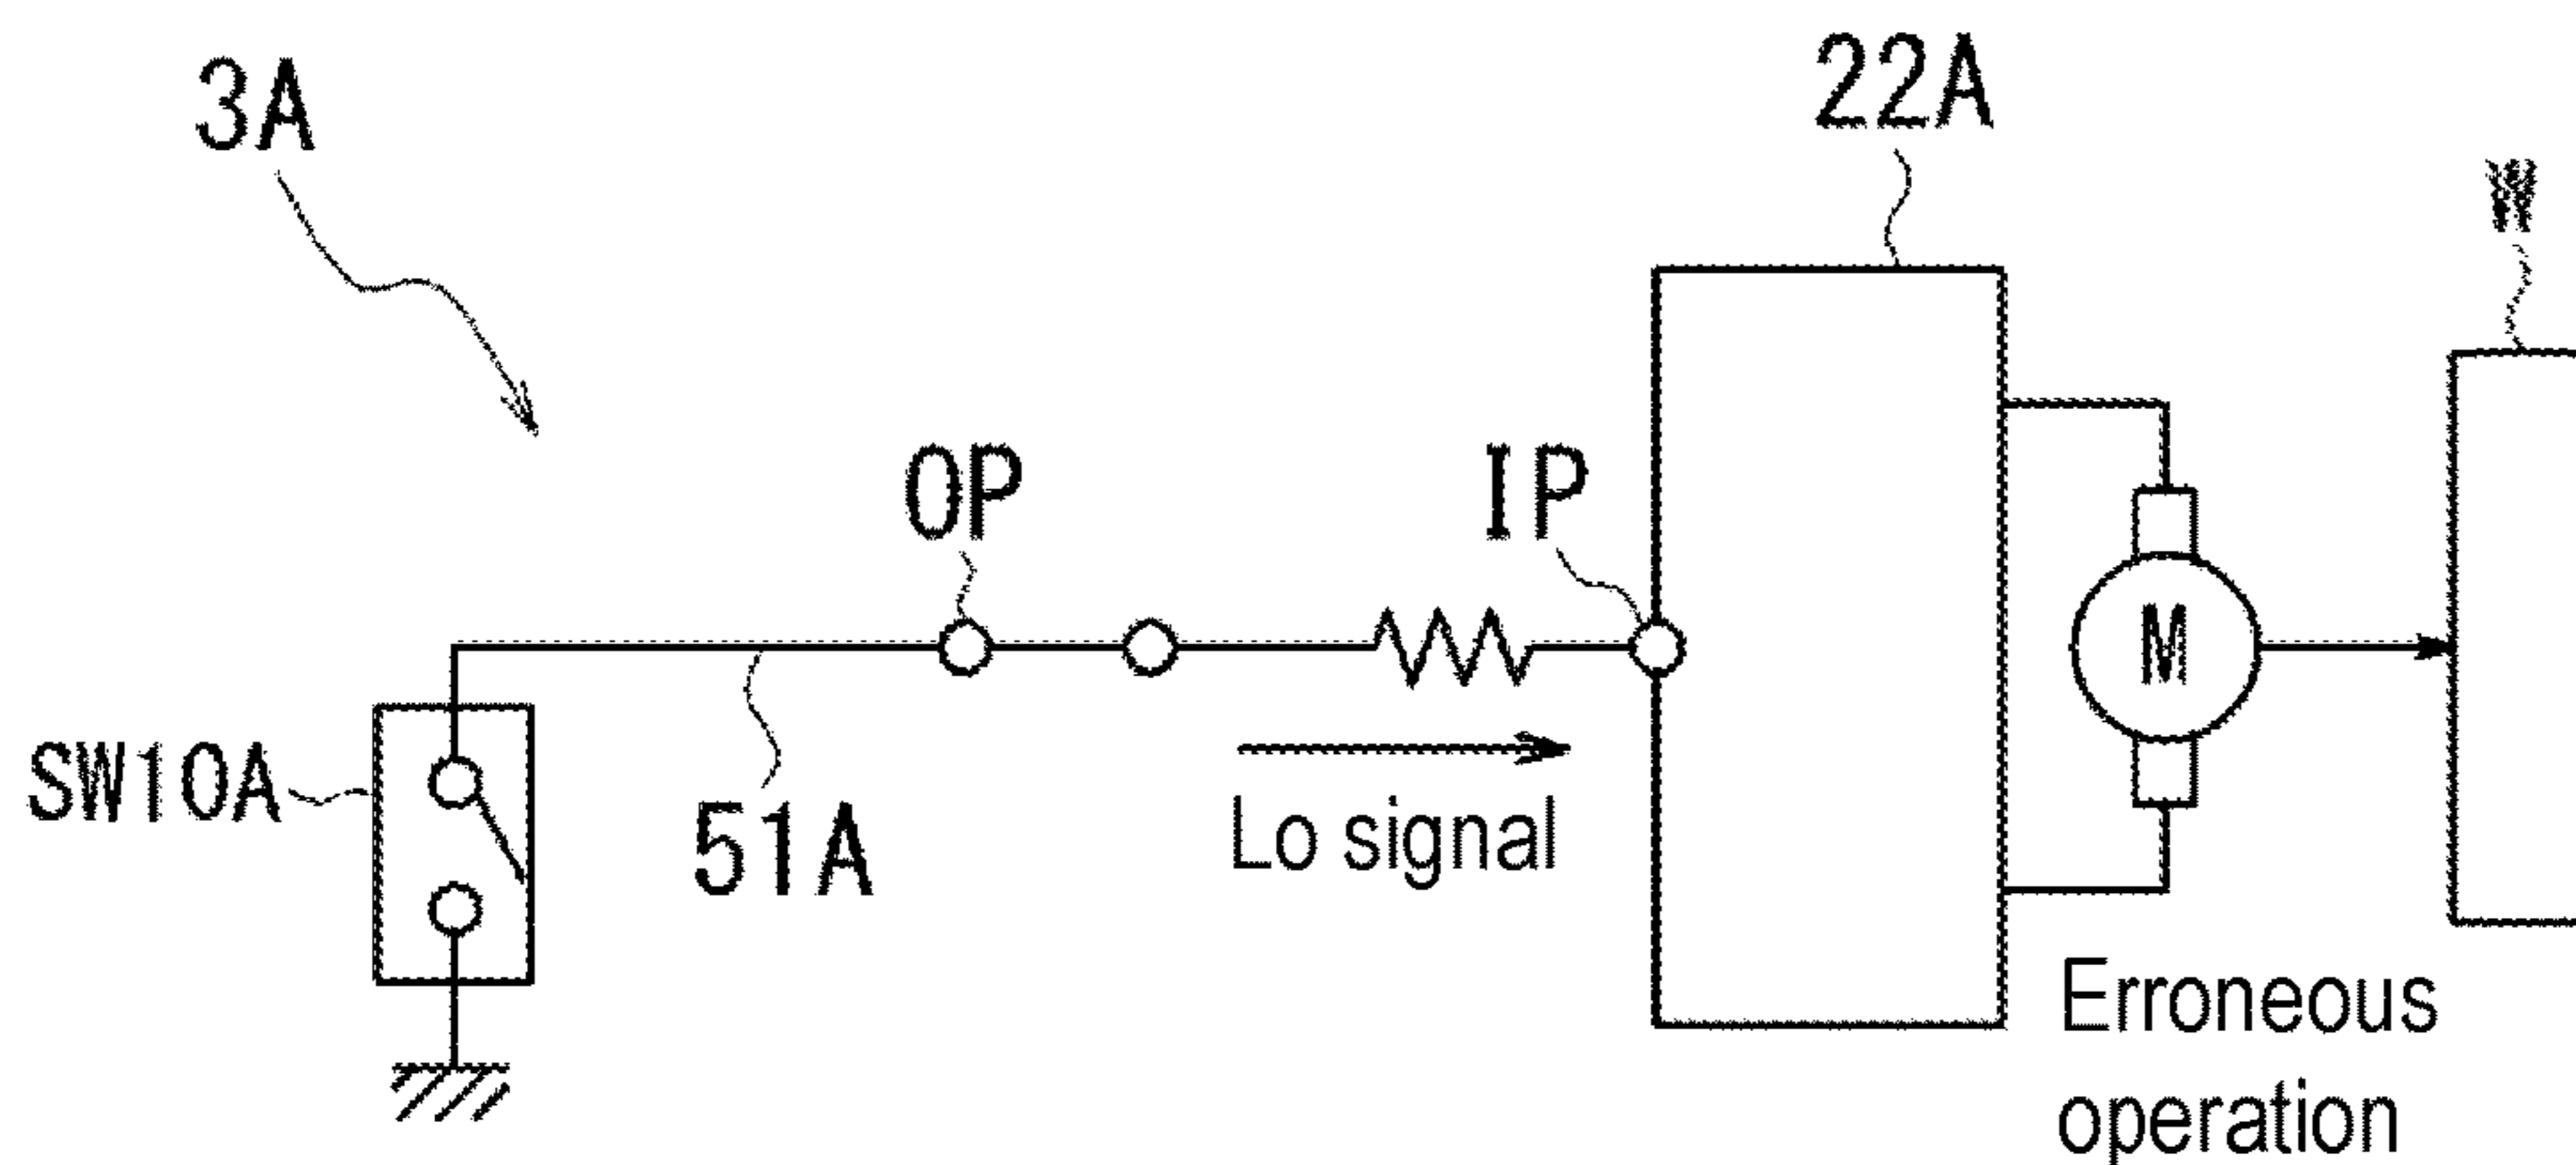 3A
22A
W
OP
IP
M
SW10A
51A
Lo signal
Erroneous
operation